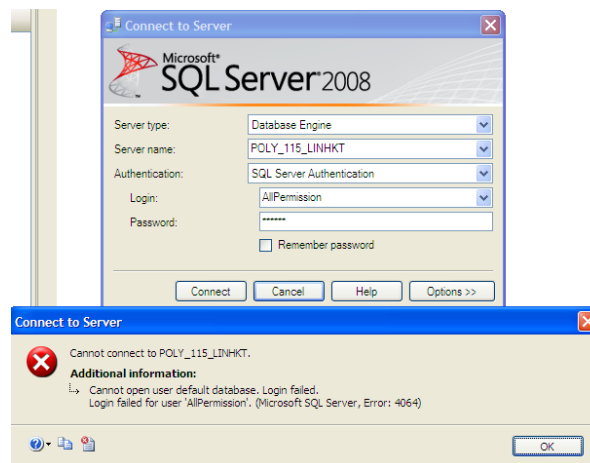 Connect to Server
Microsoft®
SQL Server® 2008
Server type: Database Engine
Server name: POLY_115_LINHKT
Authentication: SQL Server Authentication
Login: AllPermission
Password: ******
Remember password
Connect Cancel Help Options >>
Connect to Server
Cannot connect to POLY_115_LINHKT.
Additional information:
Cannot open user default database. Login failed.
Login failed for user 'AllPermission'. (Microsoft SQL Server, Error: 4064)
OK